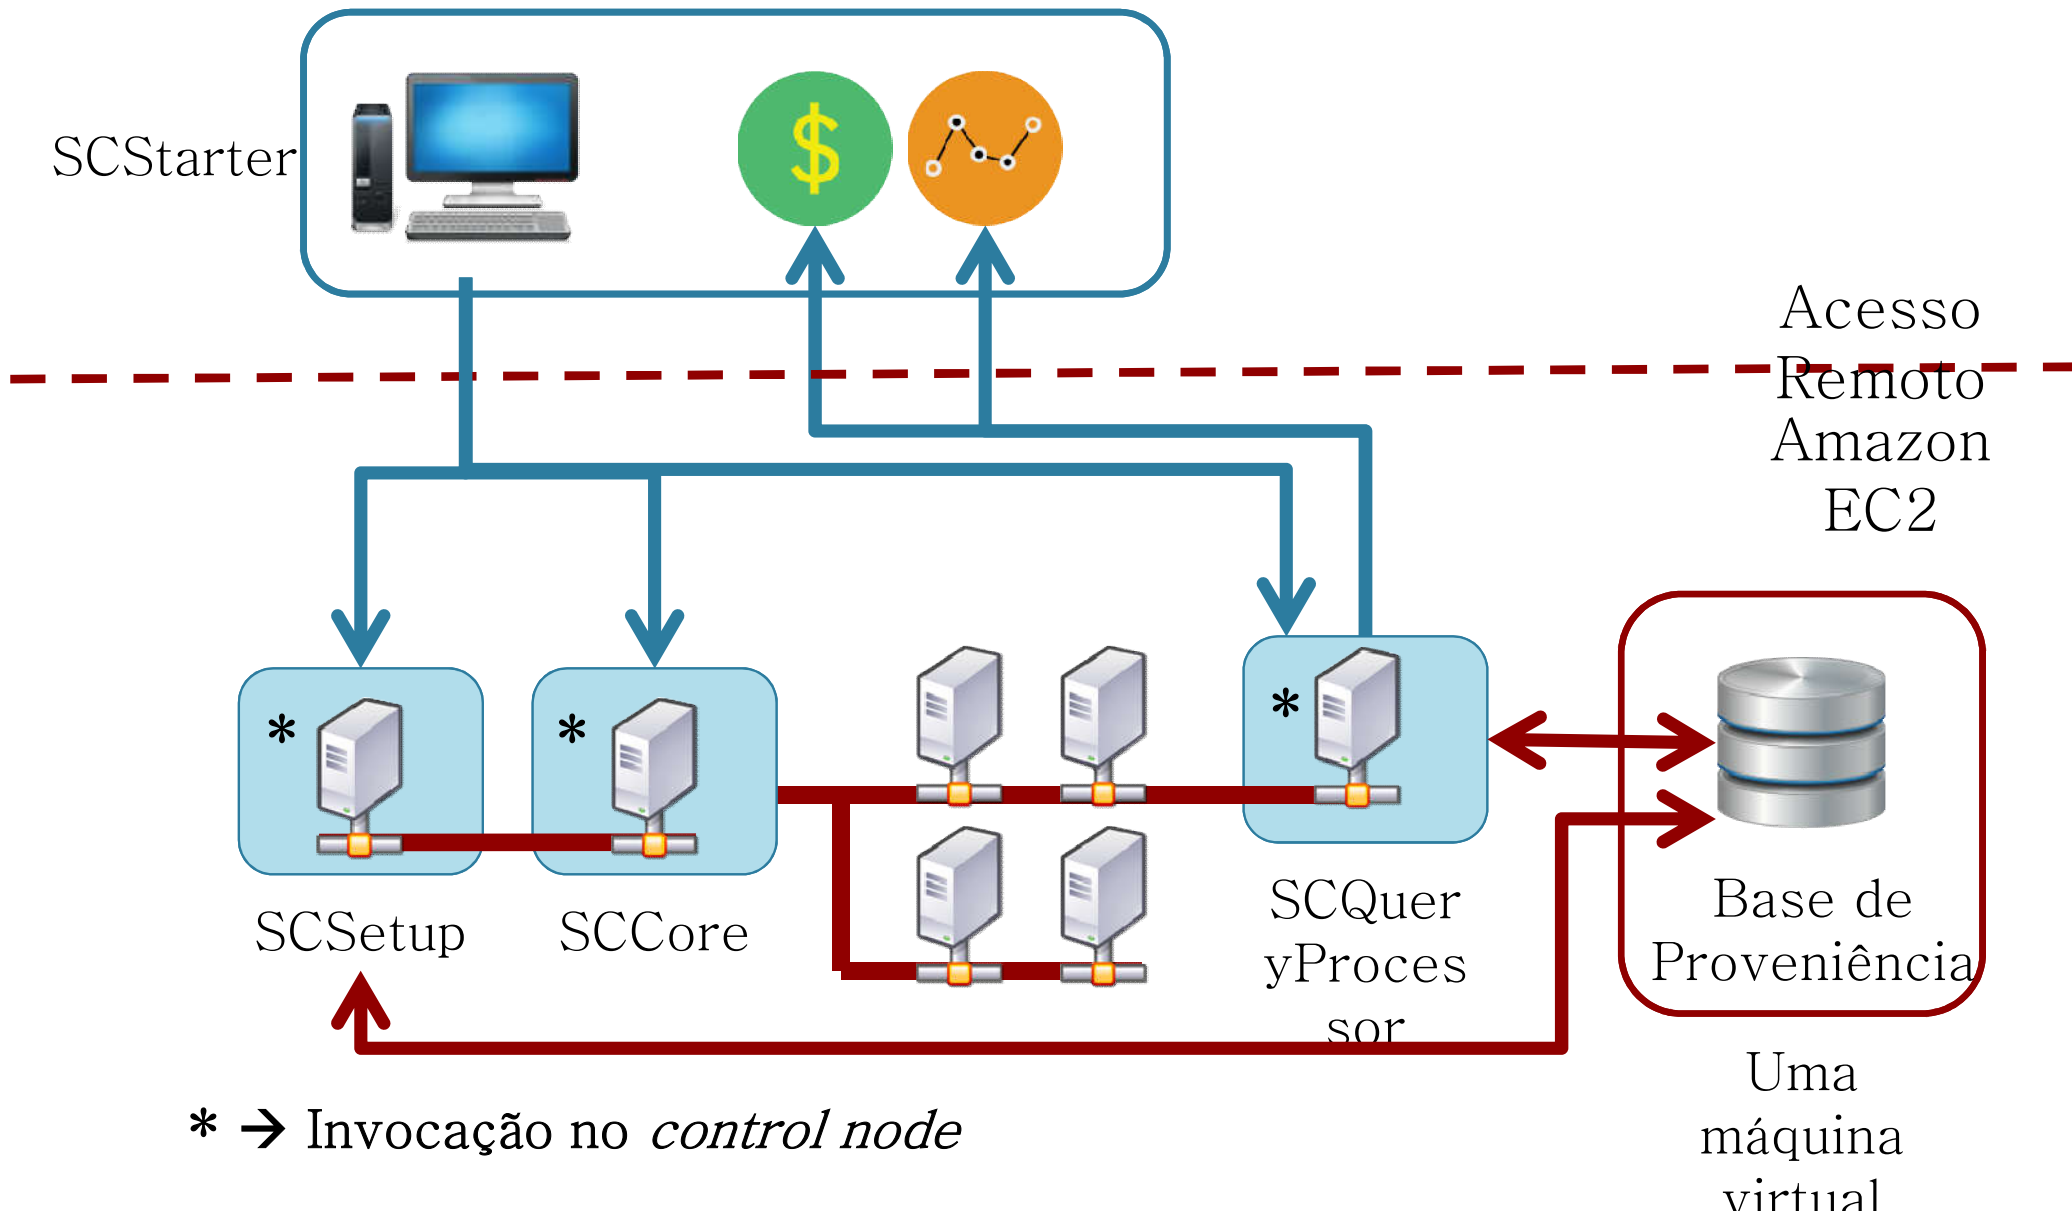 SCStarter
Acesso
Remoto
Amazon
EC2
*
*
*
SCSetup
SCCore
SCQuer
yProces
sor
Base de
Proveniência
Uma
máquina
virtual
* → Invocação no control node
$